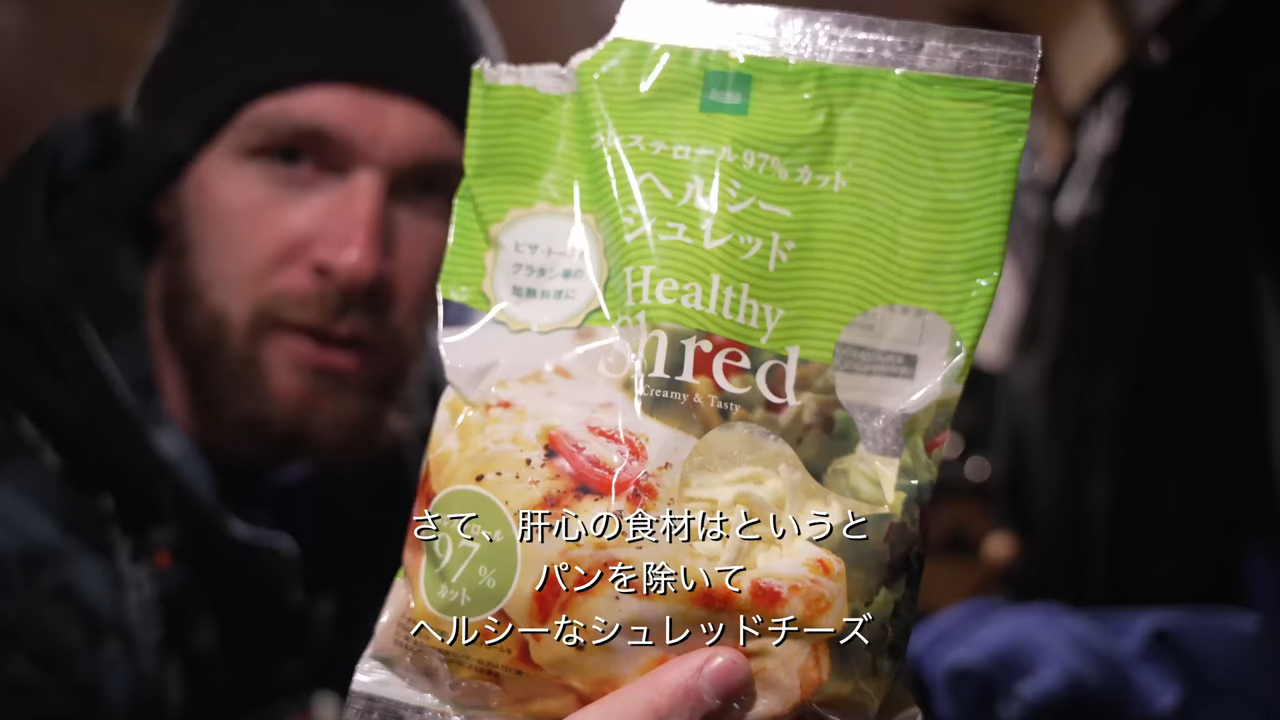 コレステロール97%カット
ヘルシー
シュレッド
ピザ・トースト
グラタン等の
加熱料理に
Healthy
Shred
Creamy & Tasty
97%
カット
さて、肝心の食材はというと
パンを除いて
ヘルシーなシュレッドチーズ